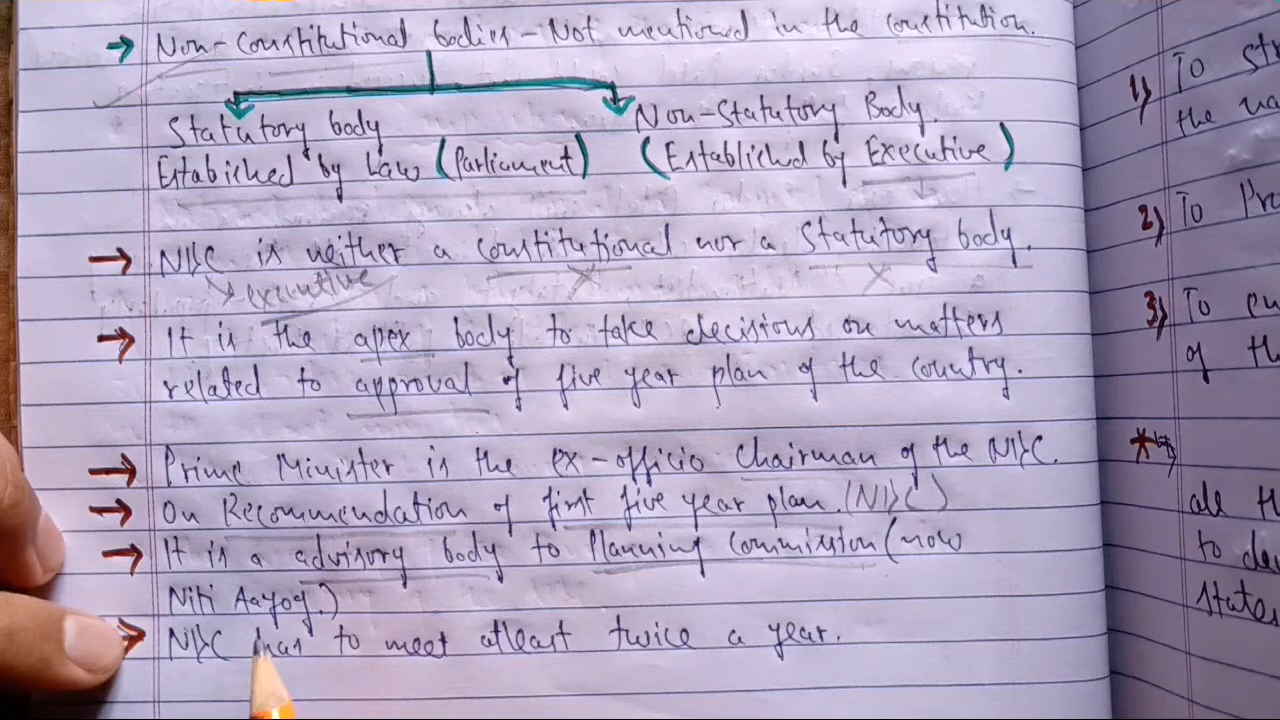 → Non-Constitutional bodies - Not mentioned in the constitution.
Statutory body
Non-Statutory Body.
Established by Law (Parliament)
(Established by Executive)
→ NDC is neither a constitutional nor a Statutory body.
executive
→ It is the apex body to take decisions on matters
related to approval of five year plan of the country.
→ Prime Minister is the ex-officio Chairman of the NDC.
→ On Recommendation of first five year plan. (NDC)
→ It is a advisory body to Planning Commission (now
Niti Aayog.)
→ NDC has to meet atleast twice a year.
1) To
the
2) To
3) To
of
all
to
states